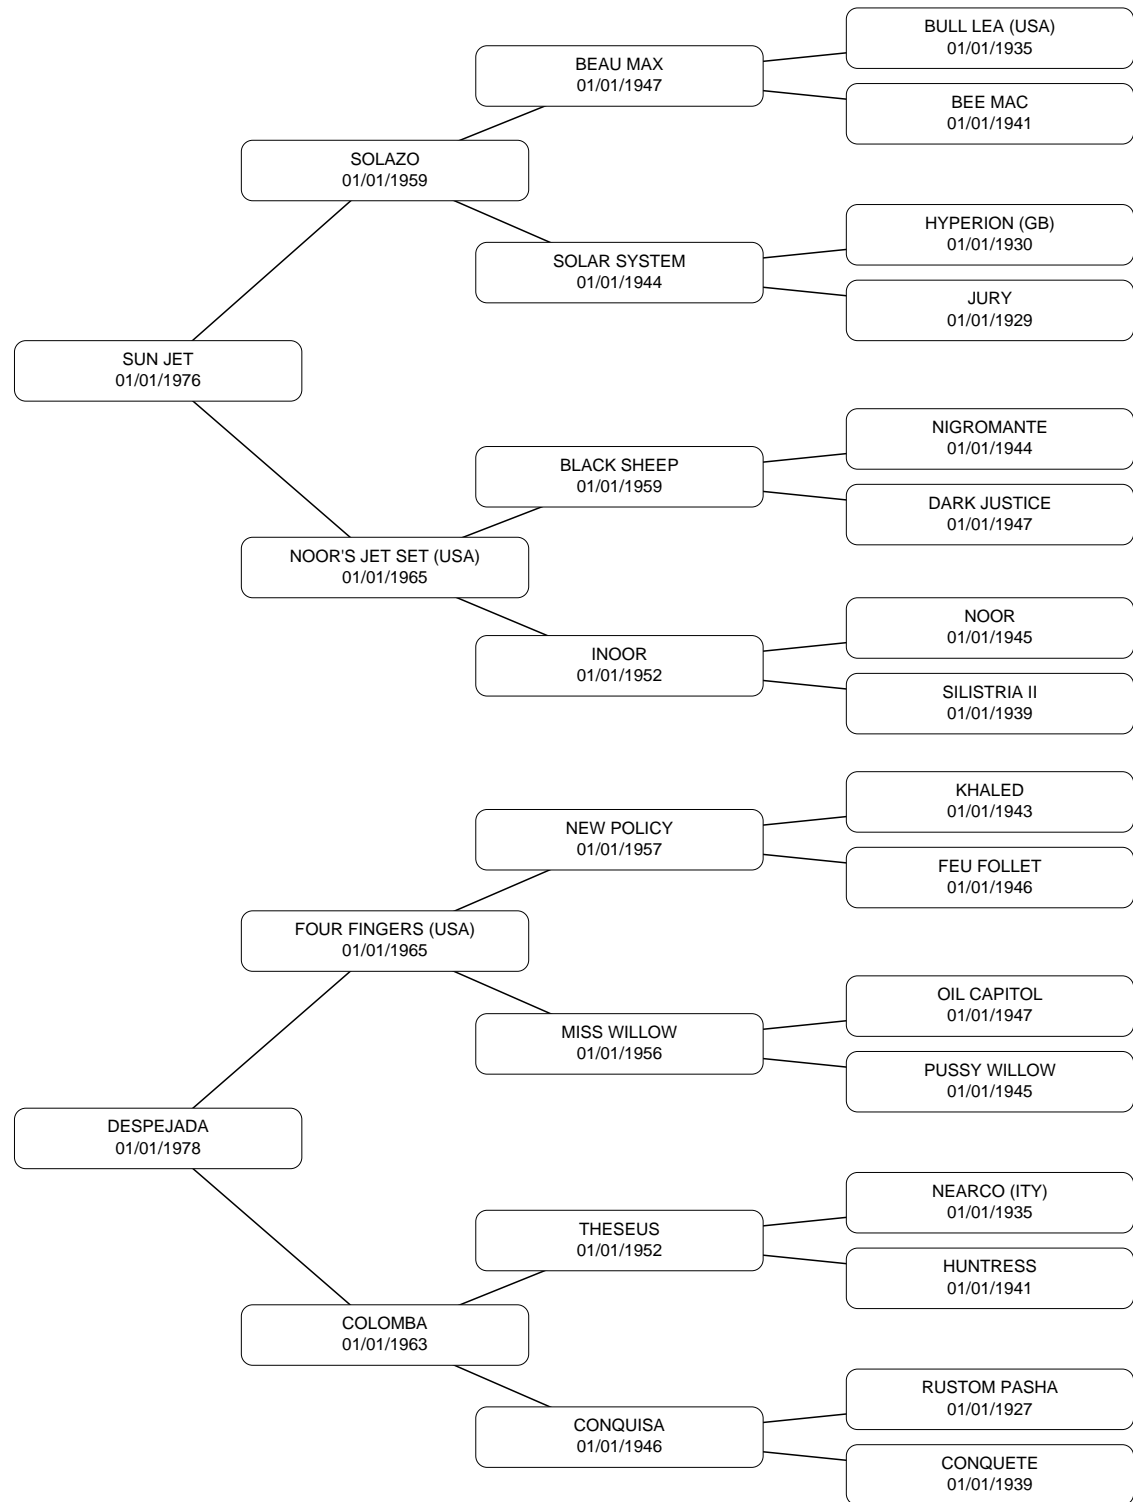 BULL LEA (USA)
01/01/1935
BEAU MAX
01/01/1947
BEE MAC
01/01/1941
SOLAZO
01/01/1959
HYPERION (GB)
01/01/1930
SOLAR SYSTEM
01/01/1944
JURY
01/01/1929
SUN JET
01/01/1976
NIGROMANTE
01/01/1944
BLACK SHEEP
01/01/1959
DARK JUSTICE
01/01/1947
NOOR'S JET SET (USA)
01/01/1965
NOOR
01/01/1945
INOOR
01/01/1952
SILISTRIA II
01/01/1939
KHALED
01/01/1943
NEW POLICY
01/01/1957
FEU FOLLET
01/01/1946
FOUR FINGERS (USA)
01/01/1965
OIL CAPITOL
01/01/1947
MISS WILLOW
01/01/1956
PUSSY WILLOW
01/01/1945
DESPEJADA
01/01/1978
NEARCO (ITY)
01/01/1935
THESEUS
01/01/1952
HUNTRESS
01/01/1941
COLOMBA
01/01/1963
RUSTOM PASHA
01/01/1927
CONQUISA
01/01/1946
CONQUETE
01/01/1939